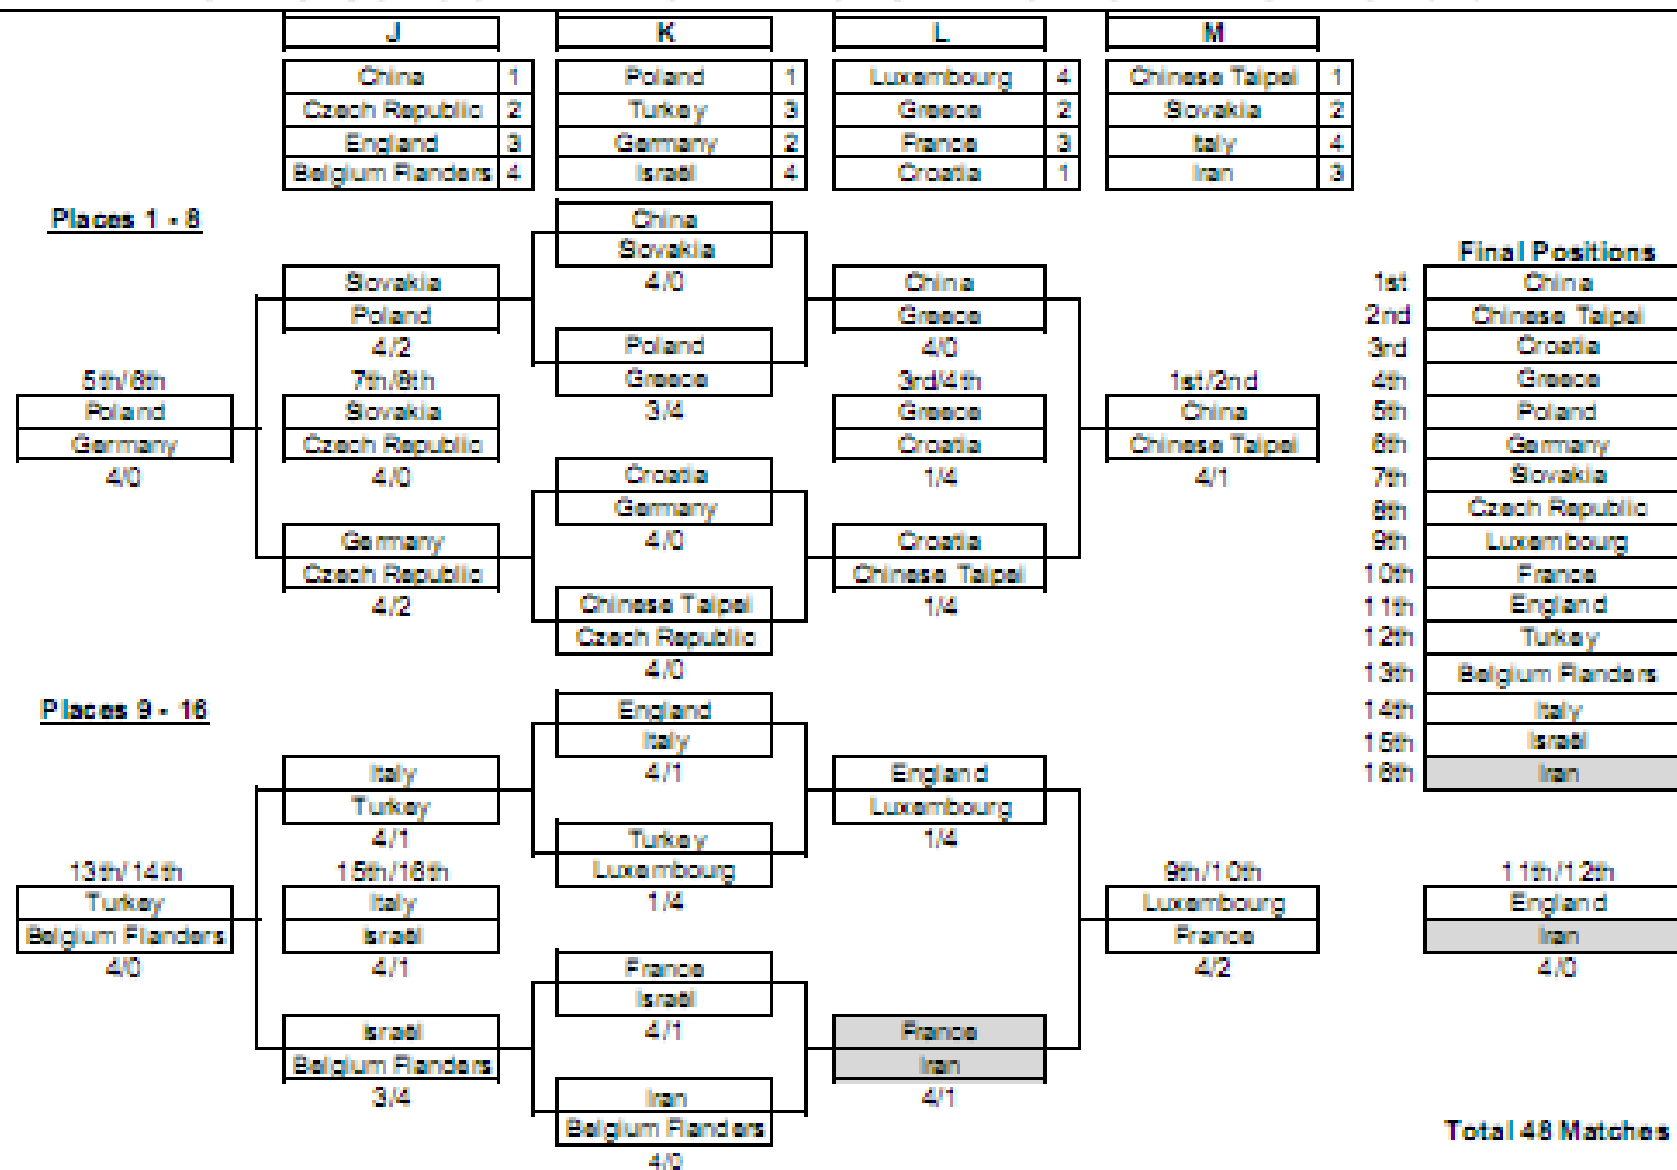 J K L M
China 1 Poland 1 Luxembourg 4 Chinese Taipei 1
Czech Republic 2 Turkey 3 Greece 2 Slovakia 2
England 3 Germany 2 France 3 Italy 4
Belgium Flanders 4 Israël 4 Croatia 1 Iran 3
Places 1 - 8
China
Slovakia
4/0
Slovakia
Poland
4/2
China
Greece
4/0
Poland
Greece
3/4
5th/6th
Poland
Germany
4/0
7th/8th
Slovakia
Czech Republic
4/0
3rd/4th
Greece
Croatia
1/4
1st/2nd
China
Chinese Taipei
4/1
Croatia
Germany
4/0
Germany
Czech Republic
4/2
Croatia
Chinese Taipei
1/4
Chinese Taipei
Czech Republic
4/0
Final Positions
1st China
2nd Chinese Taipei
3rd Croatia
4th Greece
5th Poland
6th Germany
7th Slovakia
8th Czech Republic
9th Luxembourg
10th France
11th England
12th Turkey
13th Belgium Flanders
14th Italy
15th Israël
16th Iran
Places 9 - 16
England
Italy
4/1
Italy
Turkey
4/1
England
Luxembourg
1/4
Turkey
Luxembourg
1/4
13th/14th
Turkey
Belgium Flanders
4/0
15th/16th
Italy
Israël
4/1
9th/10th
Luxembourg
France
4/2
11th/12th
England
Iran
4/0
France
Israël
4/1
Israël
Belgium Flanders
3/4
France
Iran
4/1
Iran
Belgium Flanders
4/0
Total 48 Matches